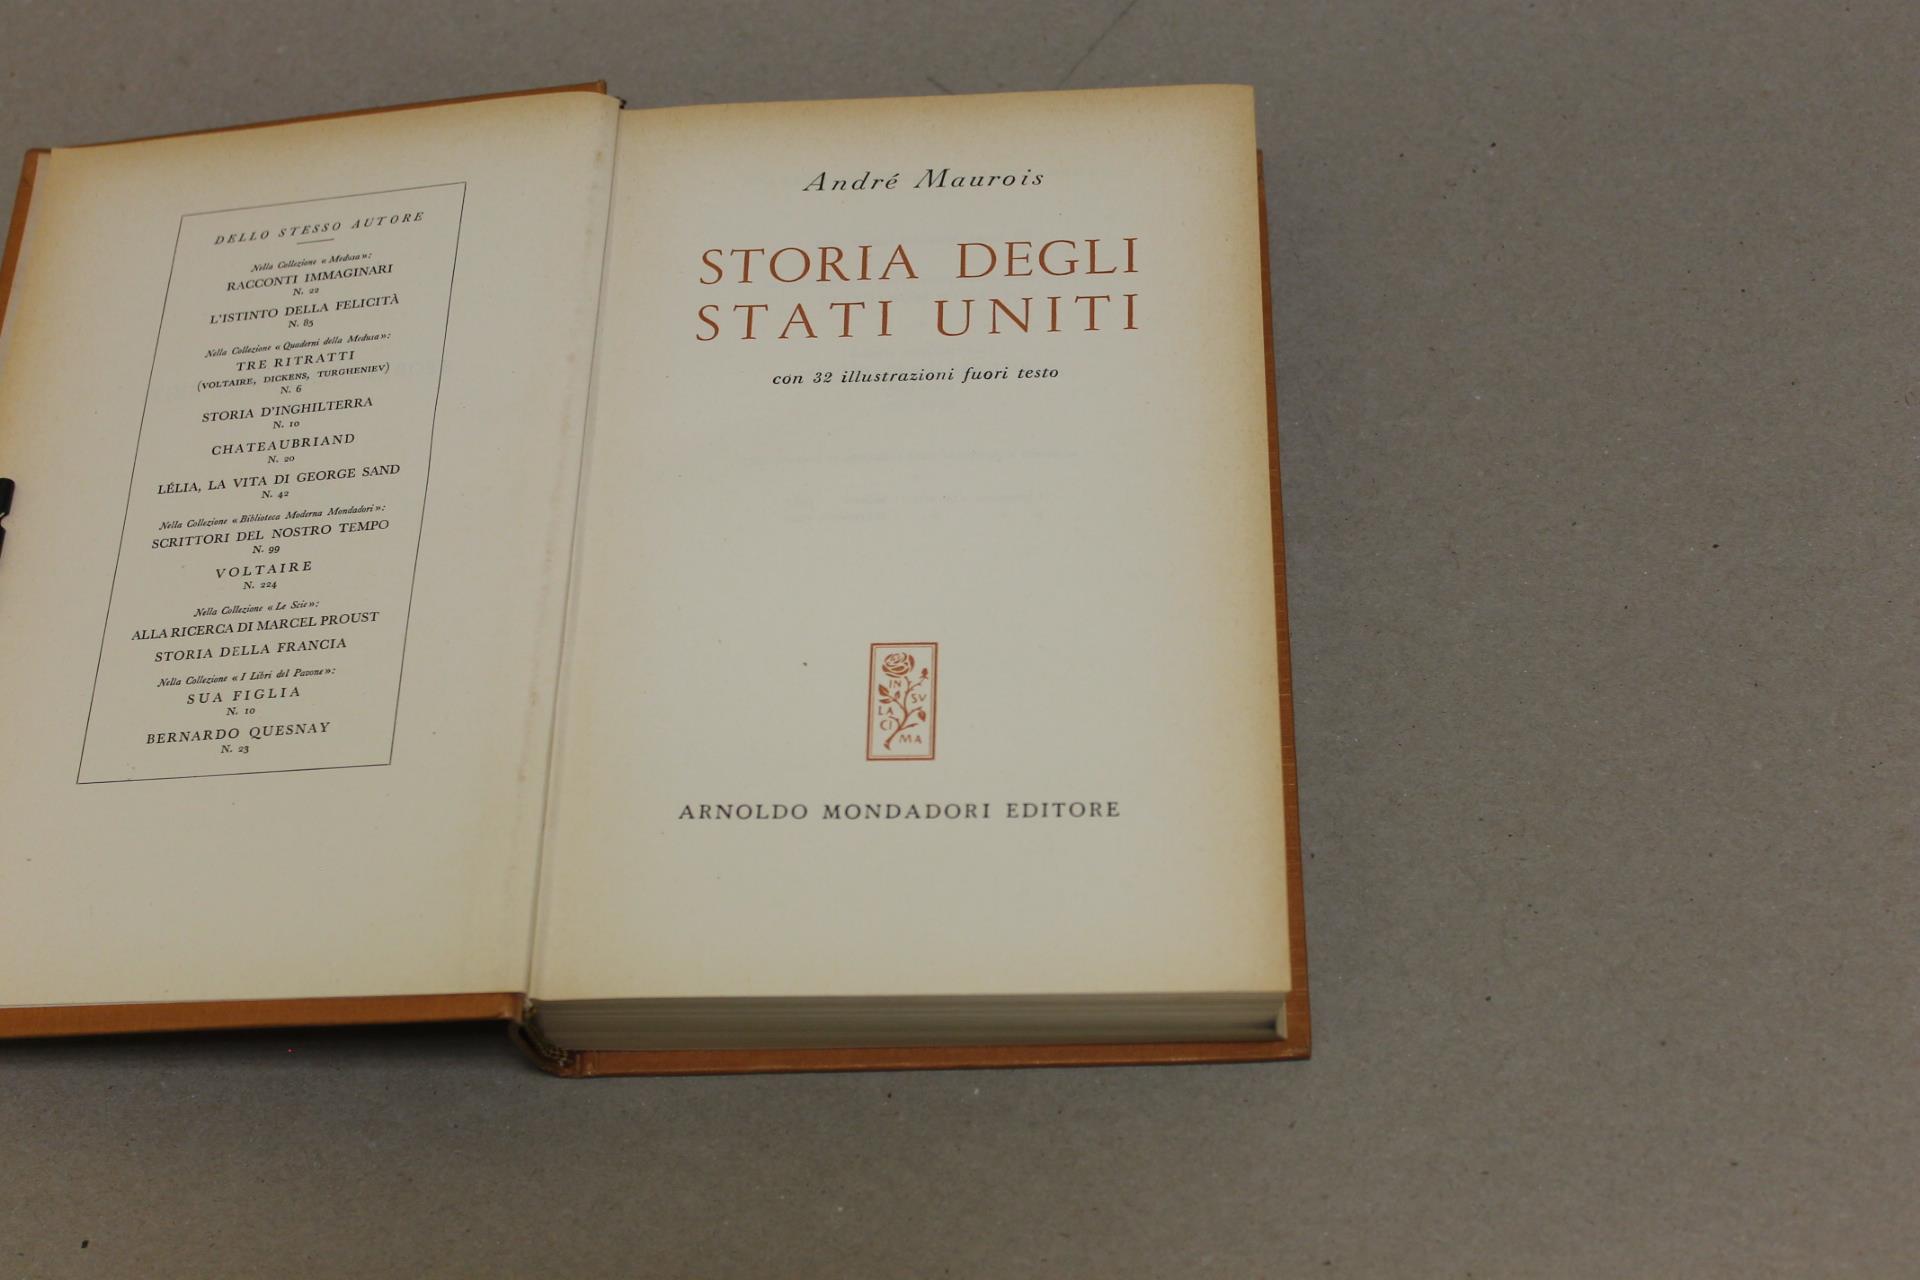 DELLO STESSO AUTORE
Nella Collezione « Medusa »:
RACCONTI IMMAGINARI
N. 22
L'ISTINTO DELLA FELICITÀ
N. 85
Nella Collezione « Quaderni della Medusa »:
TRE RITRATTI
(VOLTAIRE, DICKENS, TURGHENIEV)
N. 6
STORIA D'INGHILTERRA
N. 10
CHATEAUBRIAND
N. 20
LÉLIA, LA VITA DI GEORGE SAND
N. 42
Nella Collezione « Biblioteca Moderna Mondadori »:
SCRITTORI DEL NOSTRO TEMPO
N. 99
VOLTAIRE
N. 224
Nella Collezione « Le Scie »:
ALLA RICERCA DI MARCEL PROUST
STORIA DELLA FRANCIA
Nella Collezione « I Libri del Pavone »:
SUA FIGLIA
N. 10
BERNARDO QUESNAY
N. 23
André Maurois
STORIA DEGLI
STATI UNITI
con 32 illustrazioni fuori testo
IN
LA SV
CI
MA
ARNOLDO MONDADORI EDITORE